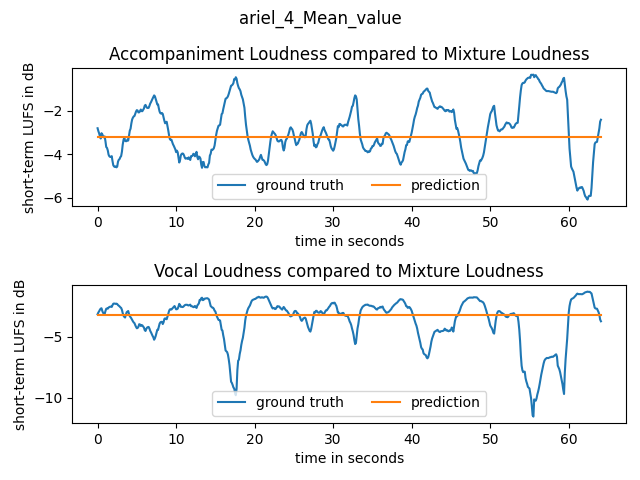 ariel_4_Mean_value
Accompaniment Loudness compared to Mixture Loudness
short-term LUFS in dB
−2
−4
−6
ground truth
prediction
0
10
20
30
40
50
60
time in seconds
Vocal Loudness compared to Mixture Loudness
short-term LUFS in dB
−5
−10
ground truth
prediction
0
10
20
30
40
50
60
time in seconds